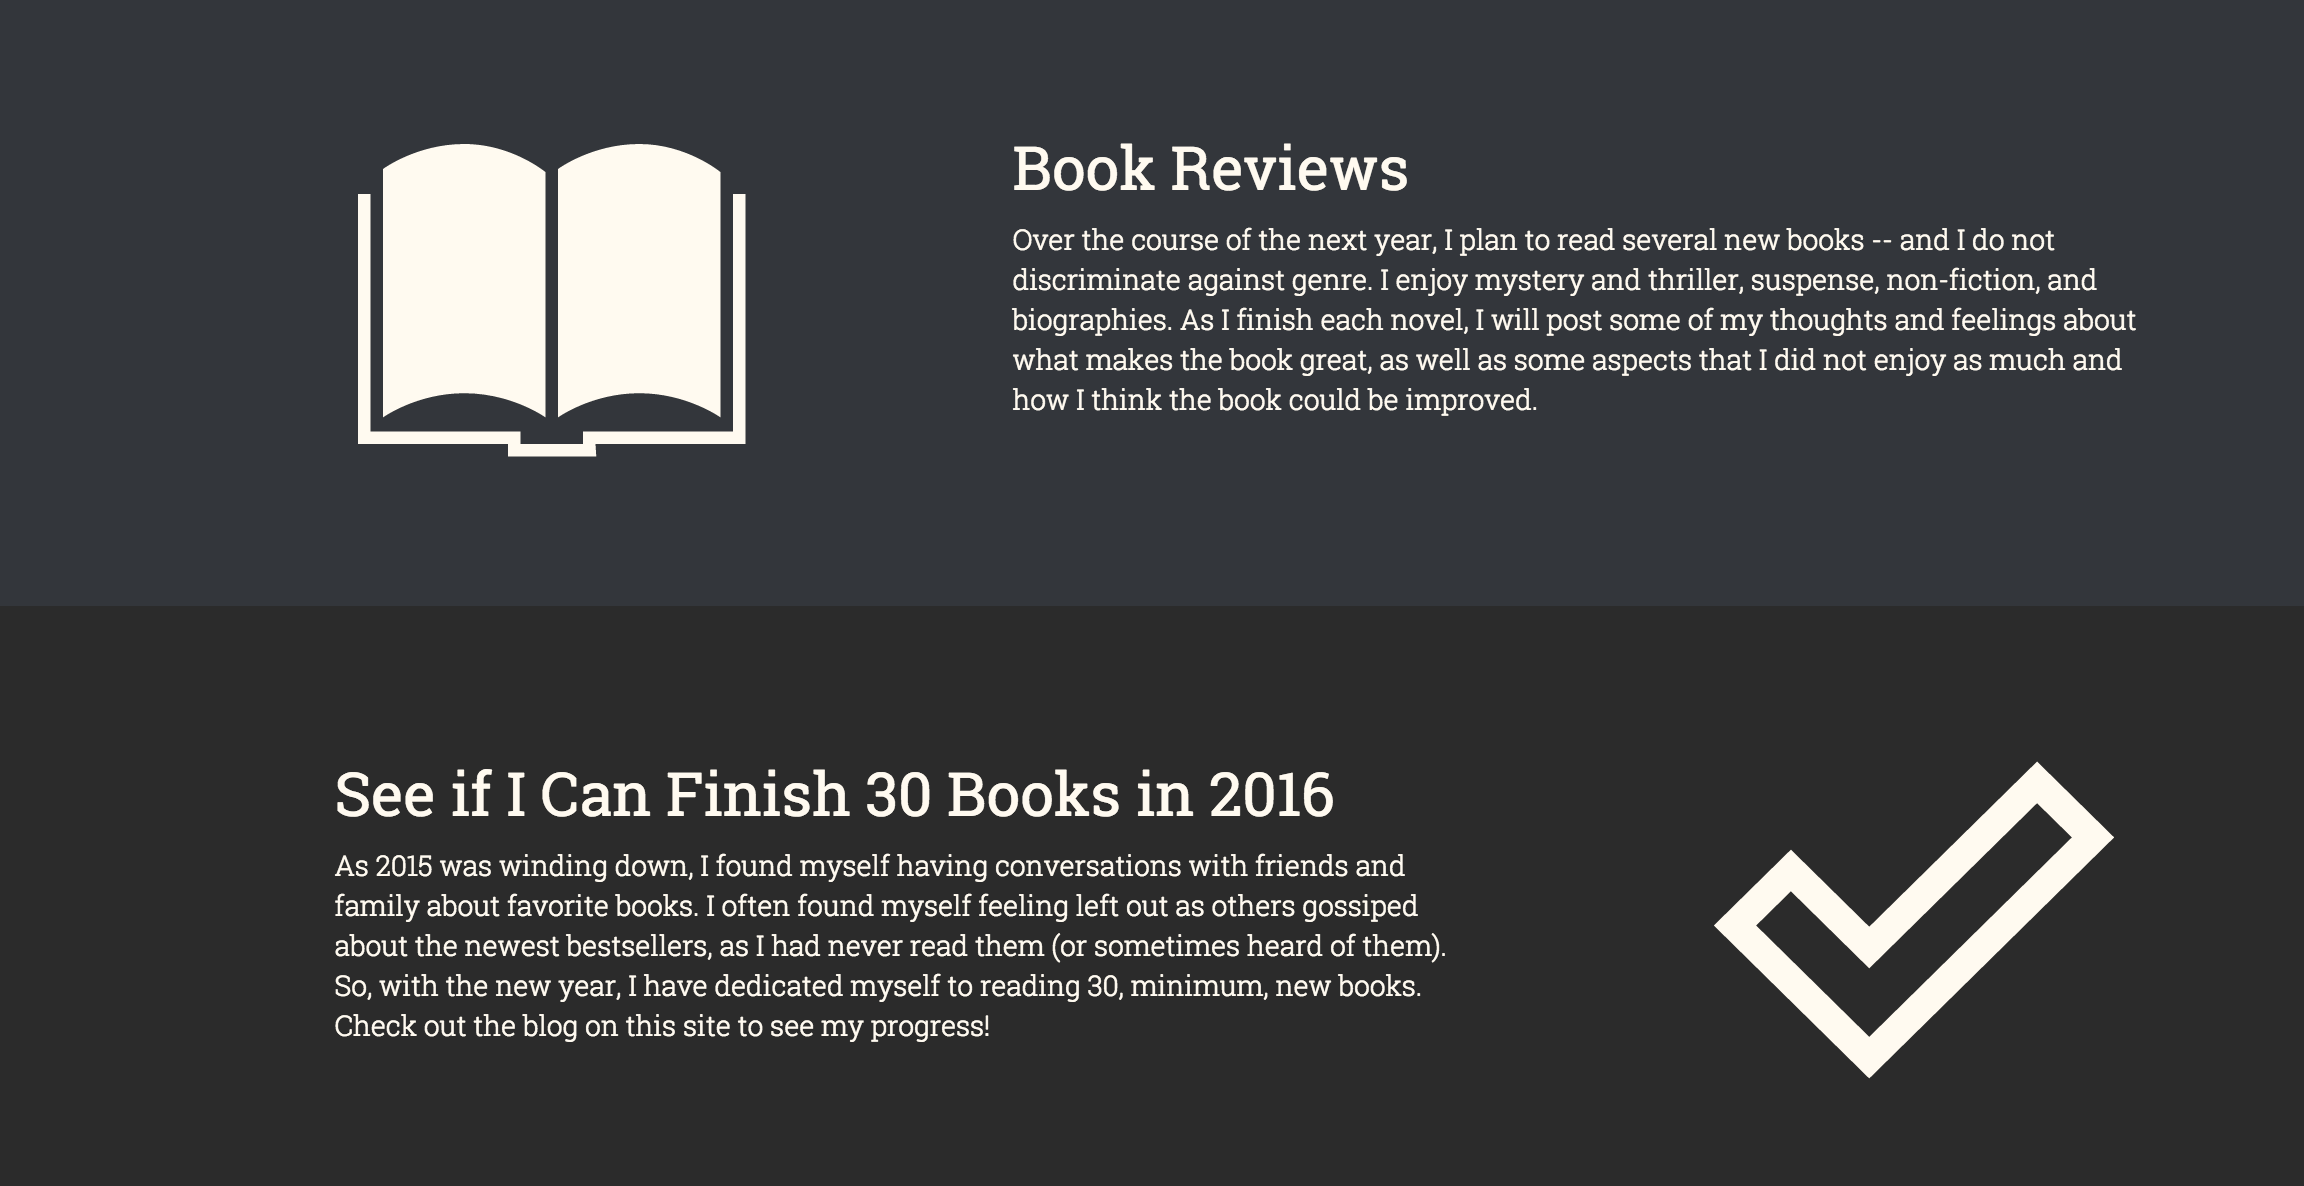 Book Reviews
Over the course of the next year, I plan to read several new books -- and I do not
discriminate against genre. I enjoy mystery and thriller, suspense, non-fiction, and
biographies. As I finish each novel, I will post some of my thoughts and feelings about
what makes the book great, as well as some aspects that I did not enjoy as much and
how I think the book could be improved.
See if I Can Finish 30 Books in 2016
As 2015 was winding down, I found myself having conversations with friends and
family about favorite books. I often found myself feeling left out as others gossiped
about the newest bestsellers, as I had never read them (or sometimes heard of them).
So, with the new year, I have dedicated myself to reading 30, minimum, new books.
Check out the blog on this site to see my progress!